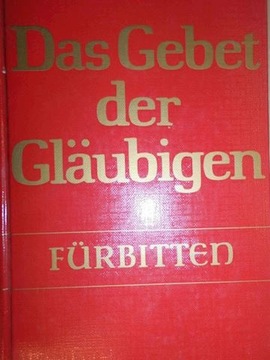 Das Gebet
der
Gläubigen
FÜRBITTEN